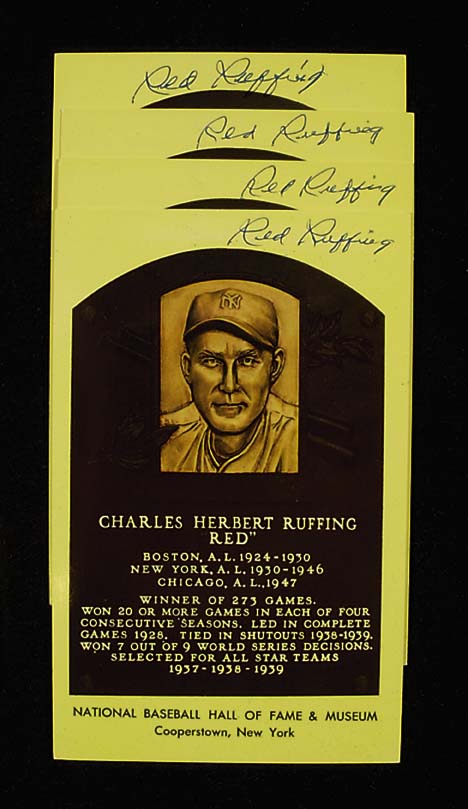 Red Ruffing
Red Ruffing
Red Ruffing
Red Ruffing
NY
CHARLES HERBERT RUFFING
RED"
BOSTON, A.L. 1924-1930
NEW YORK, A.L. 1930-1946
CHICAGO, A.L., 1947
WINNER OF 273 GAMES.
WON 20 OR MORE GAMES IN EACH OF FOUR
CONSECUTIVE SEASONS. LED IN COMPLETE
GAMES 1928. TIED IN SHUTOUTS 1938-1939.
WON 7 OUT OF 9 WORLD SERIES DECISIONS.
SELECTED FOR ALL STAR TEAMS
1937-1938-1939
NATIONAL BASEBALL HALL OF FAME & MUSEUM
Cooperstown, New York